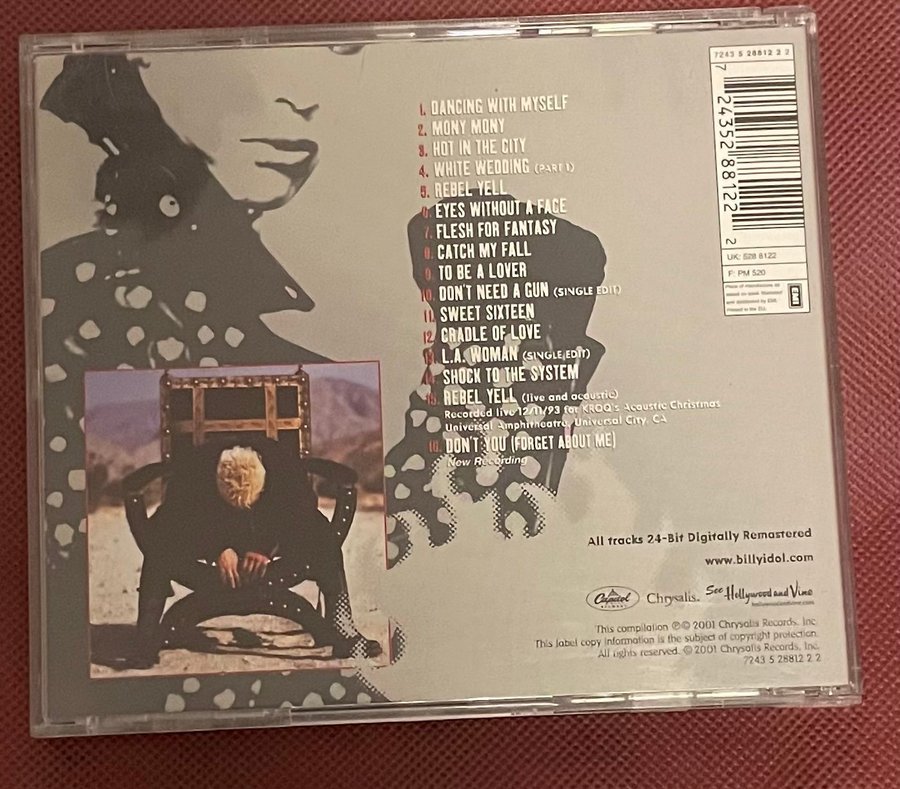 1. DANCING WITH MYSELF
2. MONY MONY
3. HOT IN THE CITY
4. WHITE WEDDING (PART 1)
5. REBEL YELL
6. EYES WITHOUT A FACE
7. FLESH FOR FANTASY
8. CATCH MY FALL
9. TO BE A LOVER
10. DON'T NEED A GUN (SINGLE EDIT)
11. SWEET SIXTEEN
12. CRADLE OF LOVE
13. L.A. WOMAN (SINGLE EDIT)
14. SHOCK TO THE SYSTEM
15. REBEL YELL (live and acoustic)
Recorded live 12/11/93 for KROQ's Acoustic Christmas
Universal Amphitheatre, Universal City, CA
16. DON'T YOU (FORGET ABOUT ME)
New Recording
7243 5 28812 2 2
7 24352 88122 2
UK: 528 8122
F: PM 520
EMI
All tracks 24-Bit Digitally Remastered
www.billyidol.com
Capitol
Chrysalis.
See Hollywood and Vine
hollywoodandvine.com
This compilation ℗© 2001 Chrysalis Records, Inc.
This label copy information is the subject of copyright protection.
All rights reserved. © 2001 Chrysalis Records, Inc.
7243 5 28812 2 2